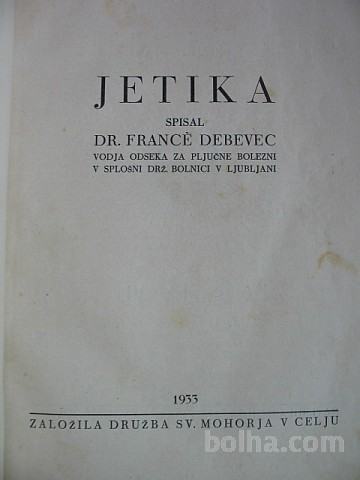 JETIKA
SPISAL
DR. FRANCÈ DEBEVEC
VODJA ODSEKA ZA PLJUČNE BOLEZNI
V SPLOŠNI DRŽ. BOLNICI V LJUBLJANI
1933
ZALOŽILA DRUŽBA SV. MOHORJA V CELJU
bolha.com